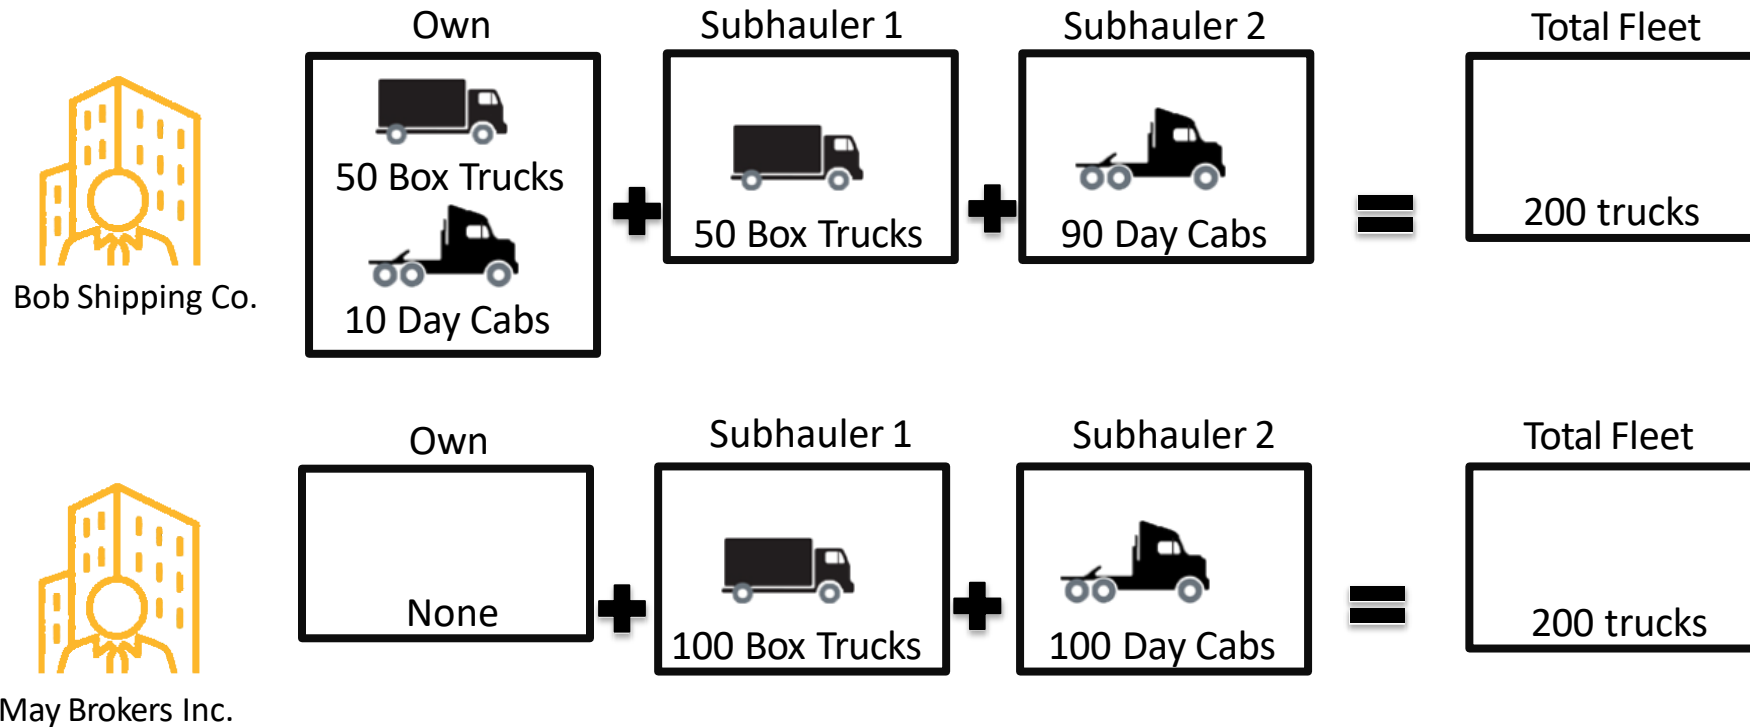 Own
Subhauler 1
Subhauler 2
Total Fleet
50 Box Trucks
10 Day Cabs
50 Box Trucks
90 Day Cabs
200 trucks
Bob Shipping Co.
Own
Subhauler 1
Subhauler 2
Total Fleet
None
100 Box Trucks
100 Day Cabs
200 trucks
May Brokers Inc.